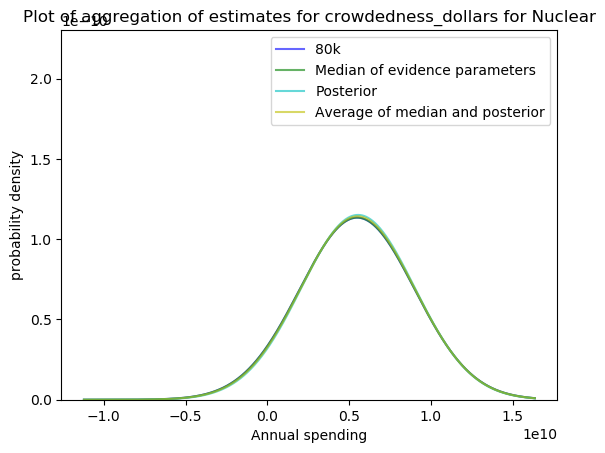 Plot of aggregation of estimates for crowdedness_dollars for Nuclear
1e−10
80k
Median of evidence parameters
Posterior
Average of median and posterior
2.0
1.5
1.0
0.5
0.0
probability density
−1.0
−0.5
0.0
0.5
1.0
1.5
1e10
Annual spending